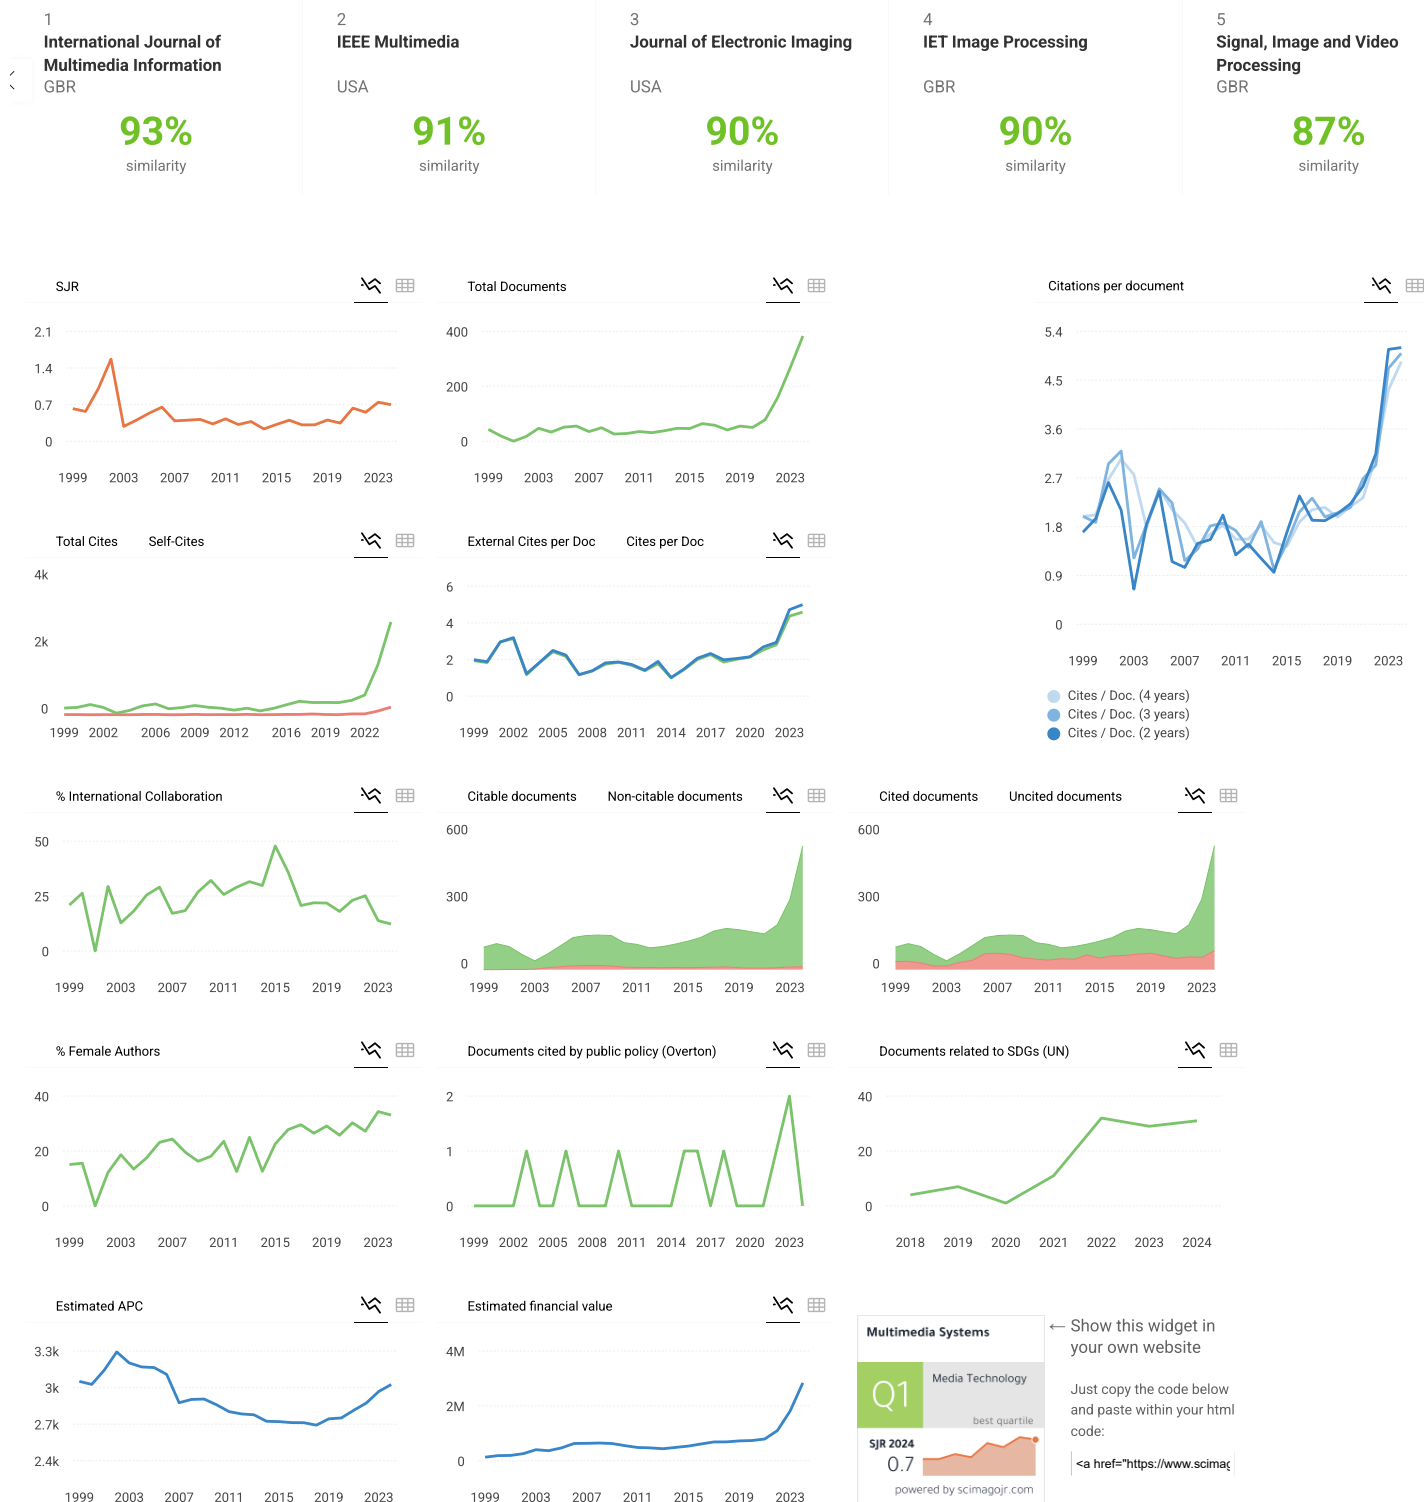 1
International Journal of
Multimedia Information
GBR
93%
similarity
2
IEEE Multimedia
USA
91%
similarity
3
Journal of Electronic Imaging
USA
90%
similarity
4
IET Image Processing
GBR
90%
similarity
5
Signal, Image and Video
Processing
GBR
87%
similarity
SJR
2.1
1.4
0.7
0
1999 2003 2007 2011 2015 2019 2023
Total Documents
400
200
0
1999 2003 2007 2011 2015 2019 2023
Citations per document
5.4
4.5
3.6
2.7
1.8
0.9
0
1999 2003 2007 2011 2015 2019 2023
Cites / Doc. (4 years)
Cites / Doc. (3 years)
Cites / Doc. (2 years)
Total Cites Self-Cites
4k
2k
0
1999 2002 2006 2009 2012 2016 2019 2022
External Cites per Doc Cites per Doc
6
4
2
0
1999 2002 2005 2008 2011 2014 2017 2020 2023
% International Collaboration
50
25
0
1999 2003 2007 2011 2015 2019 2023
Citable documents Non-citable documents
600
300
0
1999 2003 2007 2011 2015 2019 2023
Cited documents Uncited documents
600
300
0
1999 2003 2007 2011 2015 2019 2023
% Female Authors
40
20
0
1999 2003 2007 2011 2015 2019 2023
Documents cited by public policy (Overton)
2
1
0
1999 2002 2005 2008 2011 2014 2017 2020 2023
Documents related to SDGs (UN)
40
20
0
2018 2019 2020 2021 2022 2023 2024
Estimated APC
3.3k
3k
2.7k
2.4k
1999 2003 2007 2011 2015 2019 2023
Estimated financial value
4M
2M
0
1999 2003 2007 2011 2015 2019 2023
Multimedia Systems
Q1
Media Technology
best quartile
SJR 2024
0.7
powered by scimagojr.com
← Show this widget in
your own website
Just copy the code below
and paste within your html
code:
<a href="https://www.scimag